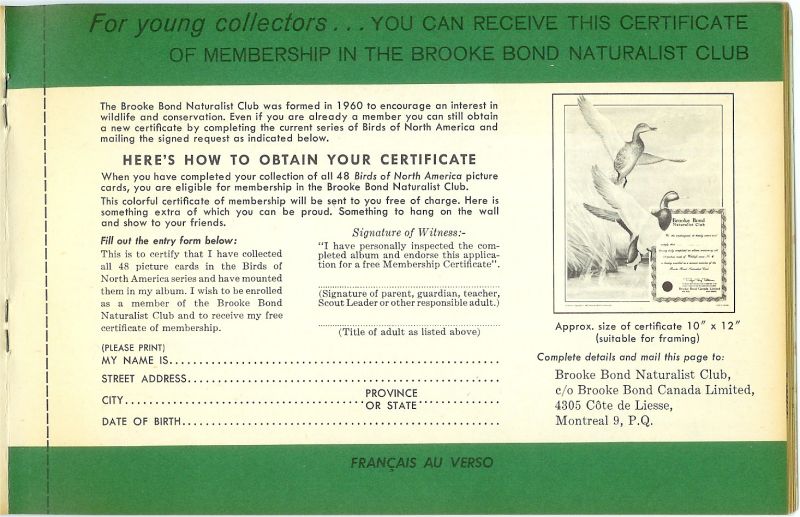 For young collectors . . . YOU CAN RECEIVE THIS CERTIFICATE
OF MEMBERSHIP IN THE BROOKE BOND NATURALIST CLUB
The Brooke Bond Naturalist Club was formed in 1960 to encourage an interest in
wildlife and conservation. Even if you are already a member you can still obtain
a new certificate by completing the current series of Birds of North America and
mailing the signed request as indicated below.
HERE'S HOW TO OBTAIN YOUR CERTIFICATE
When you have completed your collection of all 48 Birds of North America picture
cards, you are eligible for membership in the Brooke Bond Naturalist Club.
This colorful certificate of membership will be sent to you free of charge. Here is
something extra of which you can be proud. Something to hang on the wall
and show to your friends.
Fill out the entry form below:
This is to certify that I have collected
all 48 picture cards in the Birds of
North America series and have mounted
them in my album. I wish to be enrolled
as a member of the Brooke Bond
Naturalist Club and to receive my free
certificate of membership.
Signature of Witness:-
"I have personally inspected the com-
pleted album and endorse this applica-
tion for a free Membership Certificate".
(Signature of parent, guardian, teacher,
Scout Leader or other responsible adult.)
(Title of adult as listed above)
(PLEASE PRINT)
MY NAME IS
STREET ADDRESS
CITY PROVINCE
OR STATE
DATE OF BIRTH
Brooke Bond
Naturalist Club
Approx. size of certificate 10" x 12"
(suitable for framing)
Complete details and mail this page to:
Brooke Bond Naturalist Club,
c/o Brooke Bond Canada Limited,
4305 Côte de Liesse,
Montreal 9, P.Q.
FRANÇAIS AU VERSO